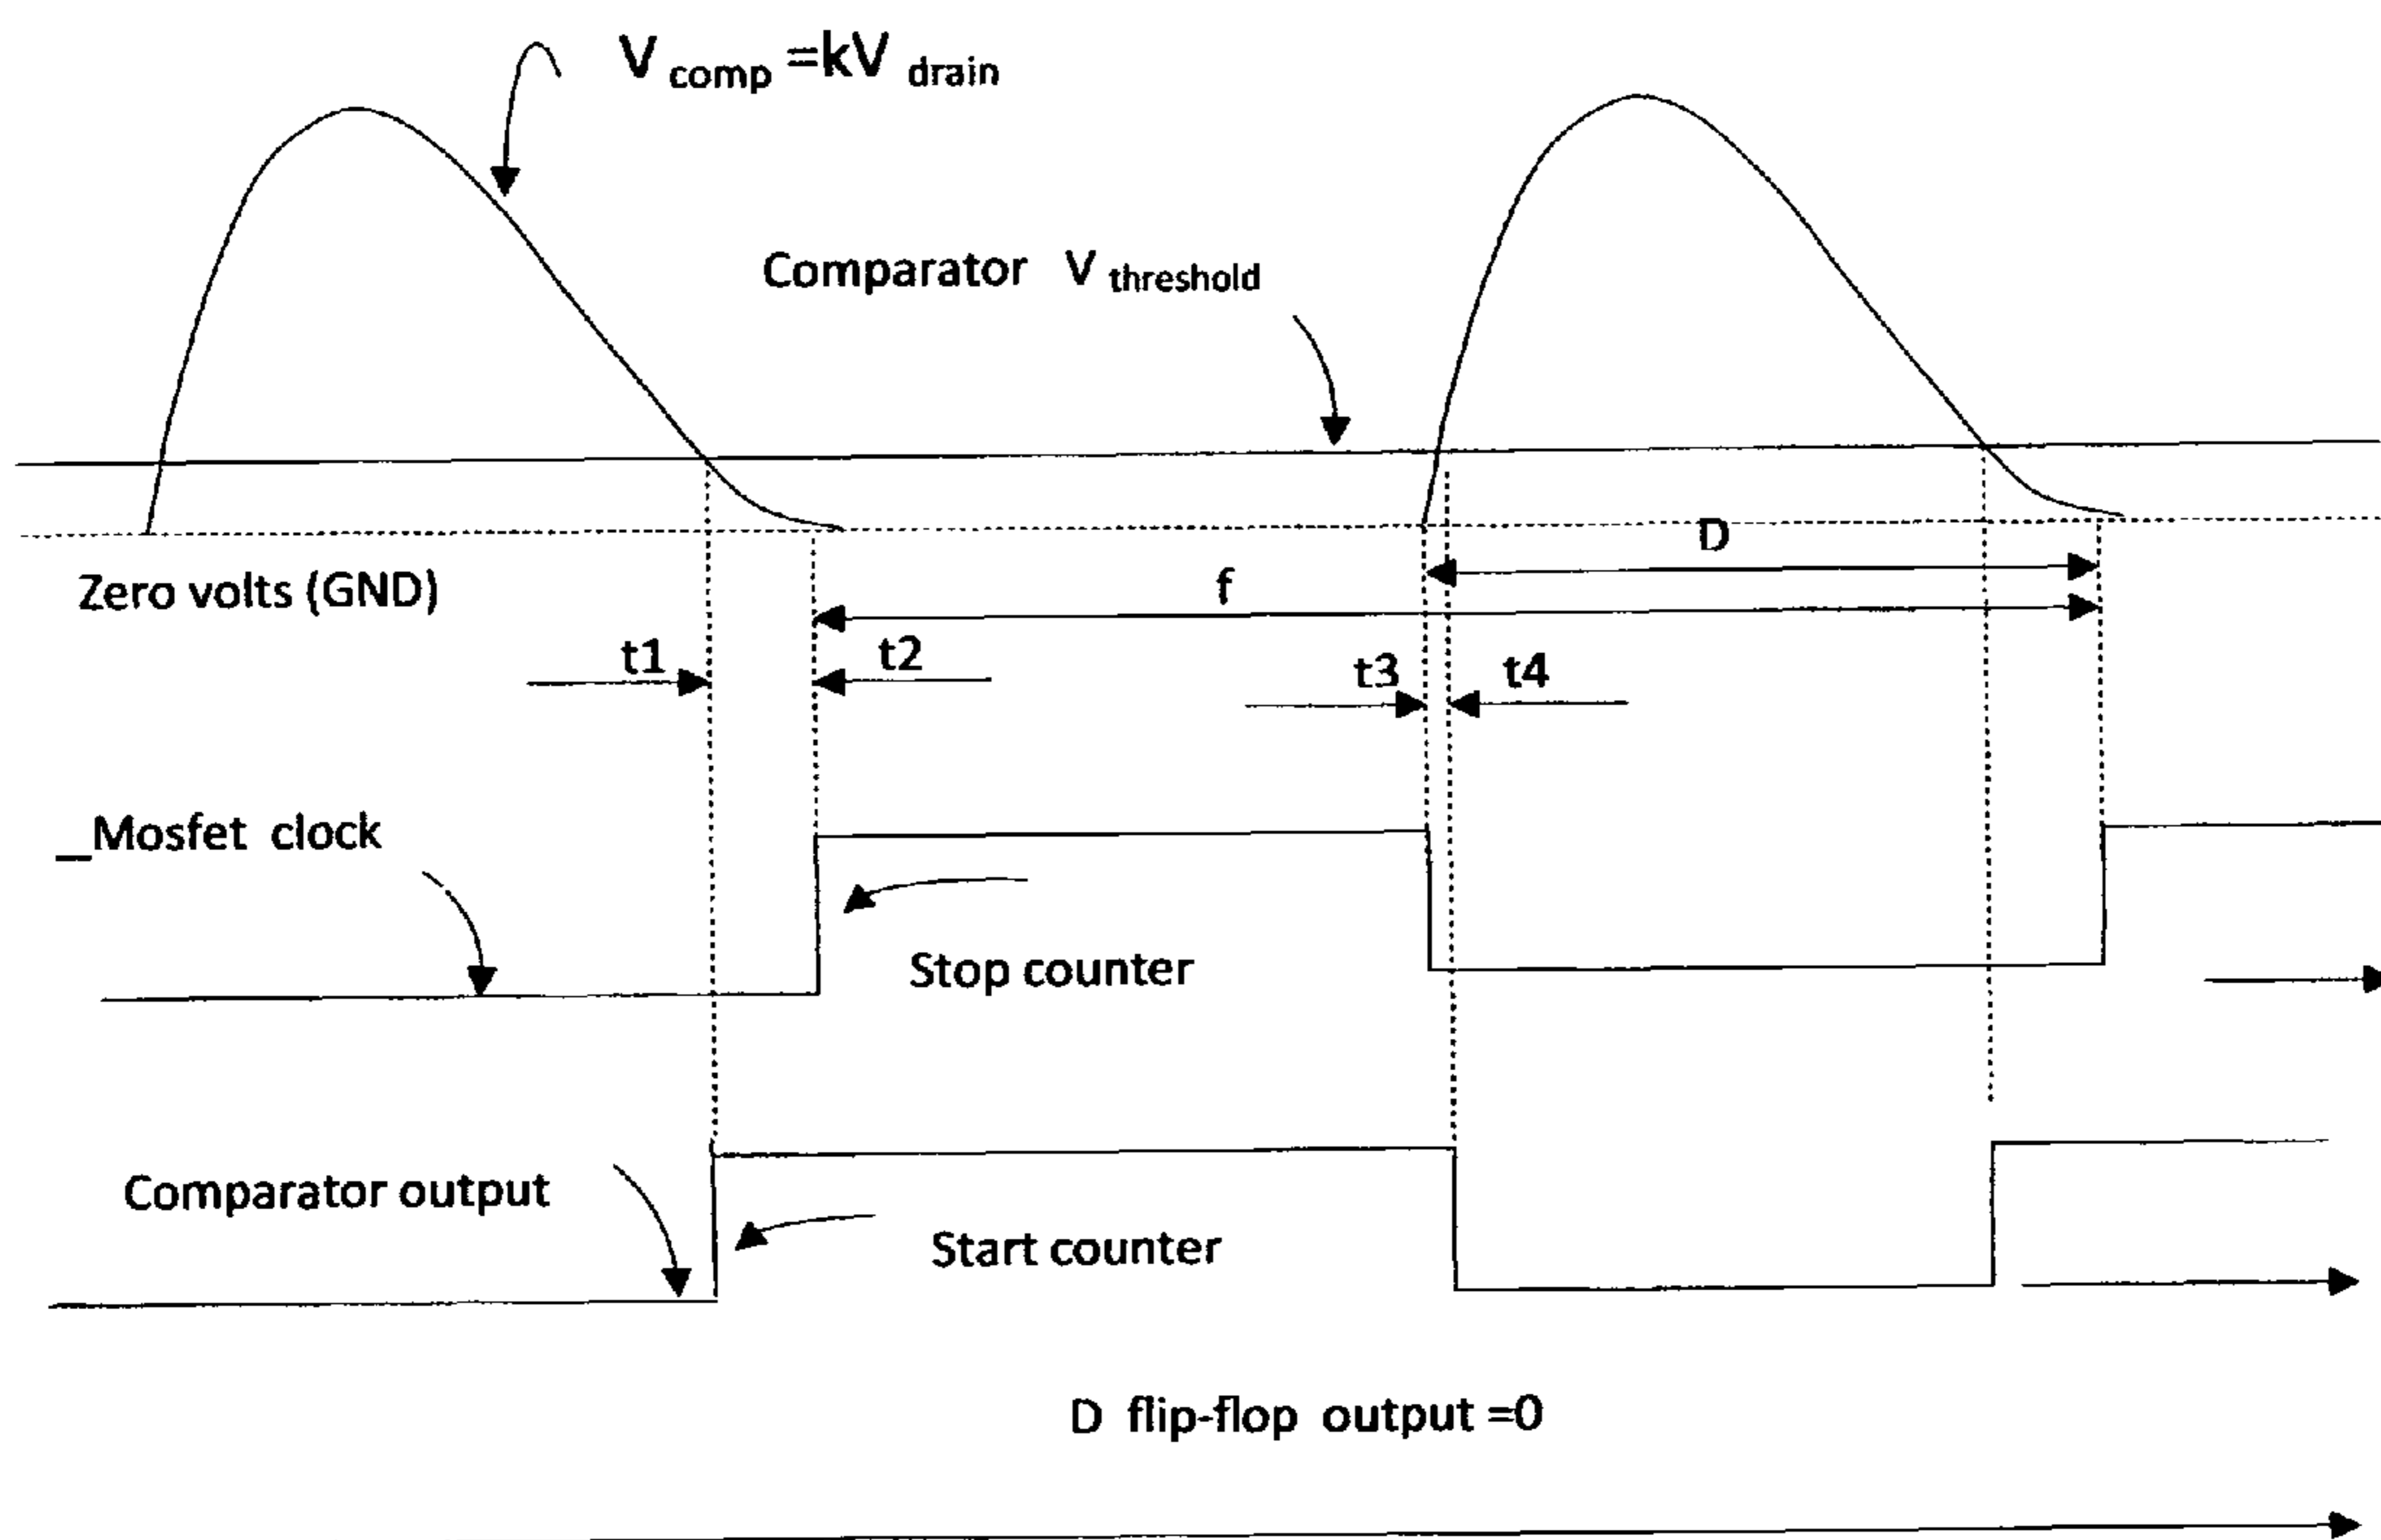 V comp =kV drain
Comparator V threshold
D
Zero volts (GND)
f
t1
t2
t3
t4
_Mosfet clock
Stop counter
Comparator output
Start counter
D flip-flop output =0